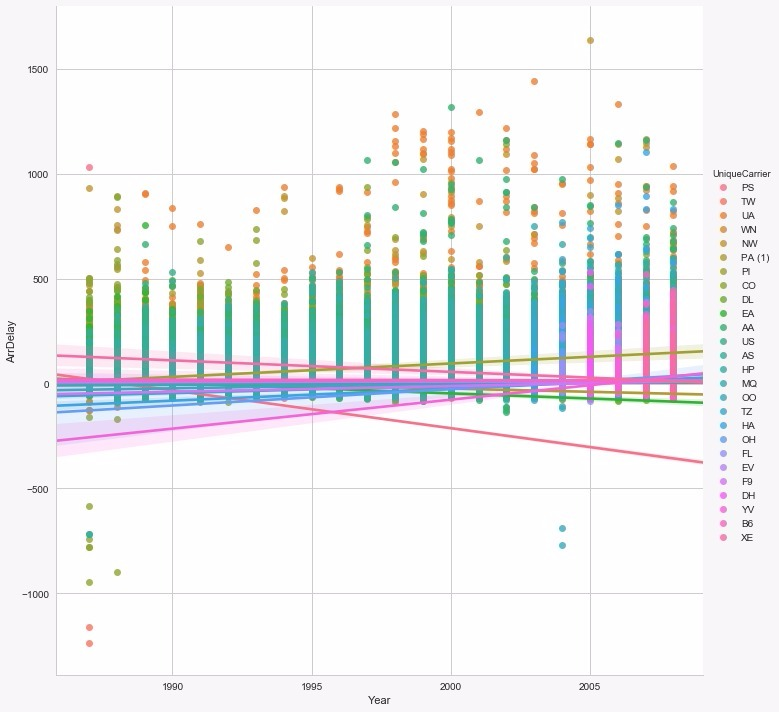 1500
1000
500
0
−500
−1000
ArrDelay
1990
1995
2000
2005
Year
UniqueCarrier
PS
TW
UA
WN
NW
PA (1)
PI
CO
DL
EA
AA
US
AS
HP
MQ
OO
TZ
HA
OH
FL
EV
F9
DH
YV
B6
XE